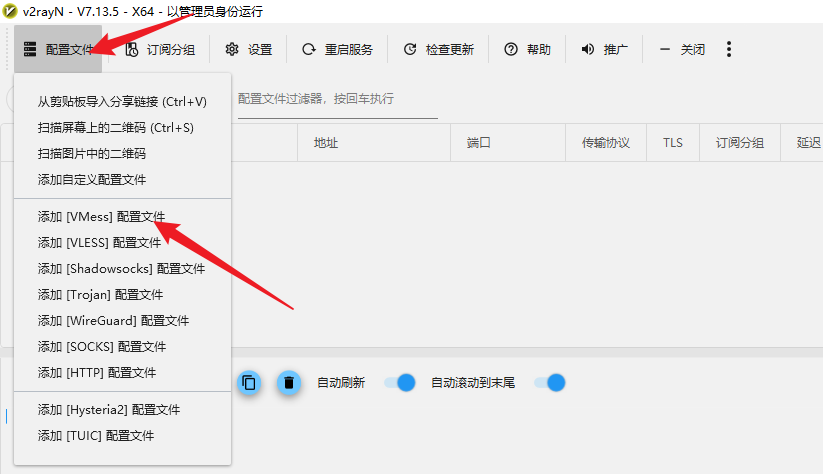 v2rayN - V7.13.5 - X64 - 以管理员身份运行
配置文件 订阅分组 设置 重启服务 检查更新 帮助 推广 关闭
从剪贴板导入分享链接 (Ctrl+V)
配置文件过滤器，按回车执行
扫描屏幕上的二维码 (Ctrl+S)
扫描图片中的二维码
地址 端口 传输协议 TLS 订阅分组 延迟
添加自定义配置文件
添加 [VMess] 配置文件
添加 [VLESS] 配置文件
添加 [Shadowsocks] 配置文件
添加 [Trojan] 配置文件
添加 [WireGuard] 配置文件
添加 [SOCKS] 配置文件
添加 [HTTP] 配置文件
自动刷新 自动滚动到末尾
添加 [Hysteria2] 配置文件
添加 [TUIC] 配置文件